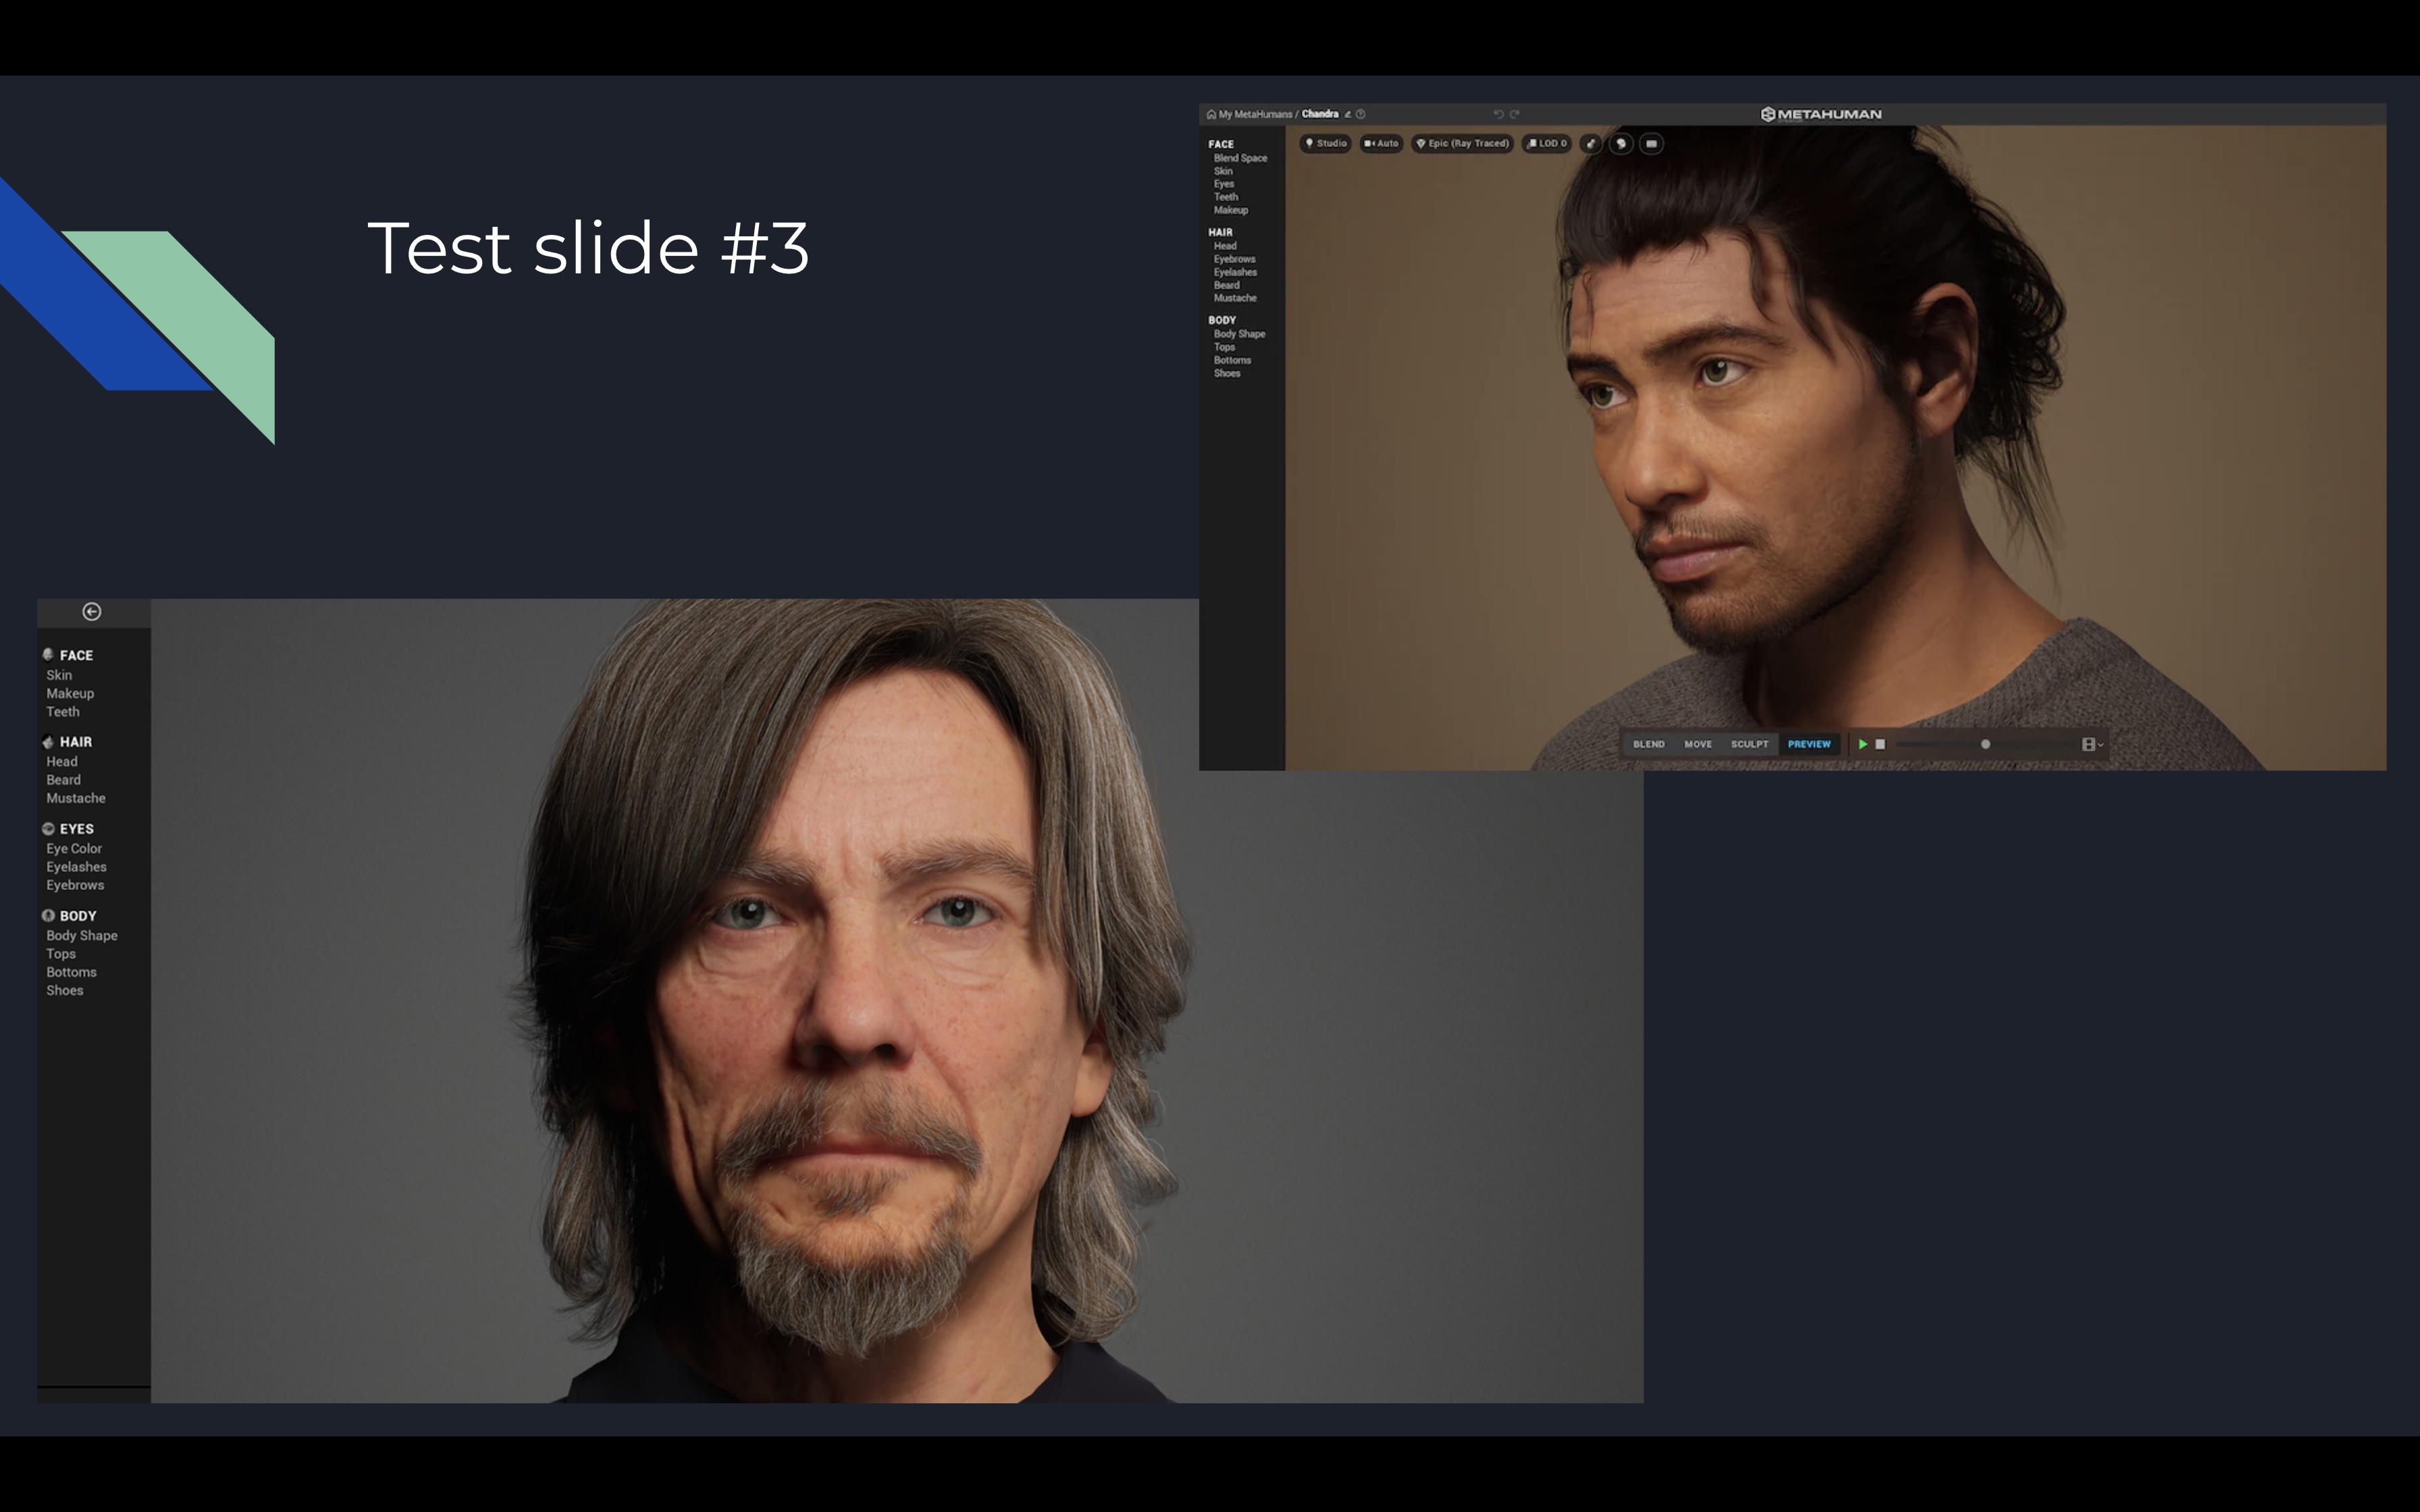 Test slide #3
My MetaHumans / Chandra
METAHUMAN
Studio
Auto
Epic (Ray Traced)
LOD 0
FACE
Blend Space
Skin
Eyes
Teeth
Makeup
HAIR
Head
Eyebrows
Eyelashes
Beard
Mustache
BODY
Body Shape
Tops
Bottoms
Shoes
BLEND MOVE SCULPT PREVIEW
FACE
Skin
Makeup
Teeth
HAIR
Head
Beard
Mustache
EYES
Eye Color
Eyelashes
Eyebrows
BODY
Body Shape
Tops
Bottoms
Shoes